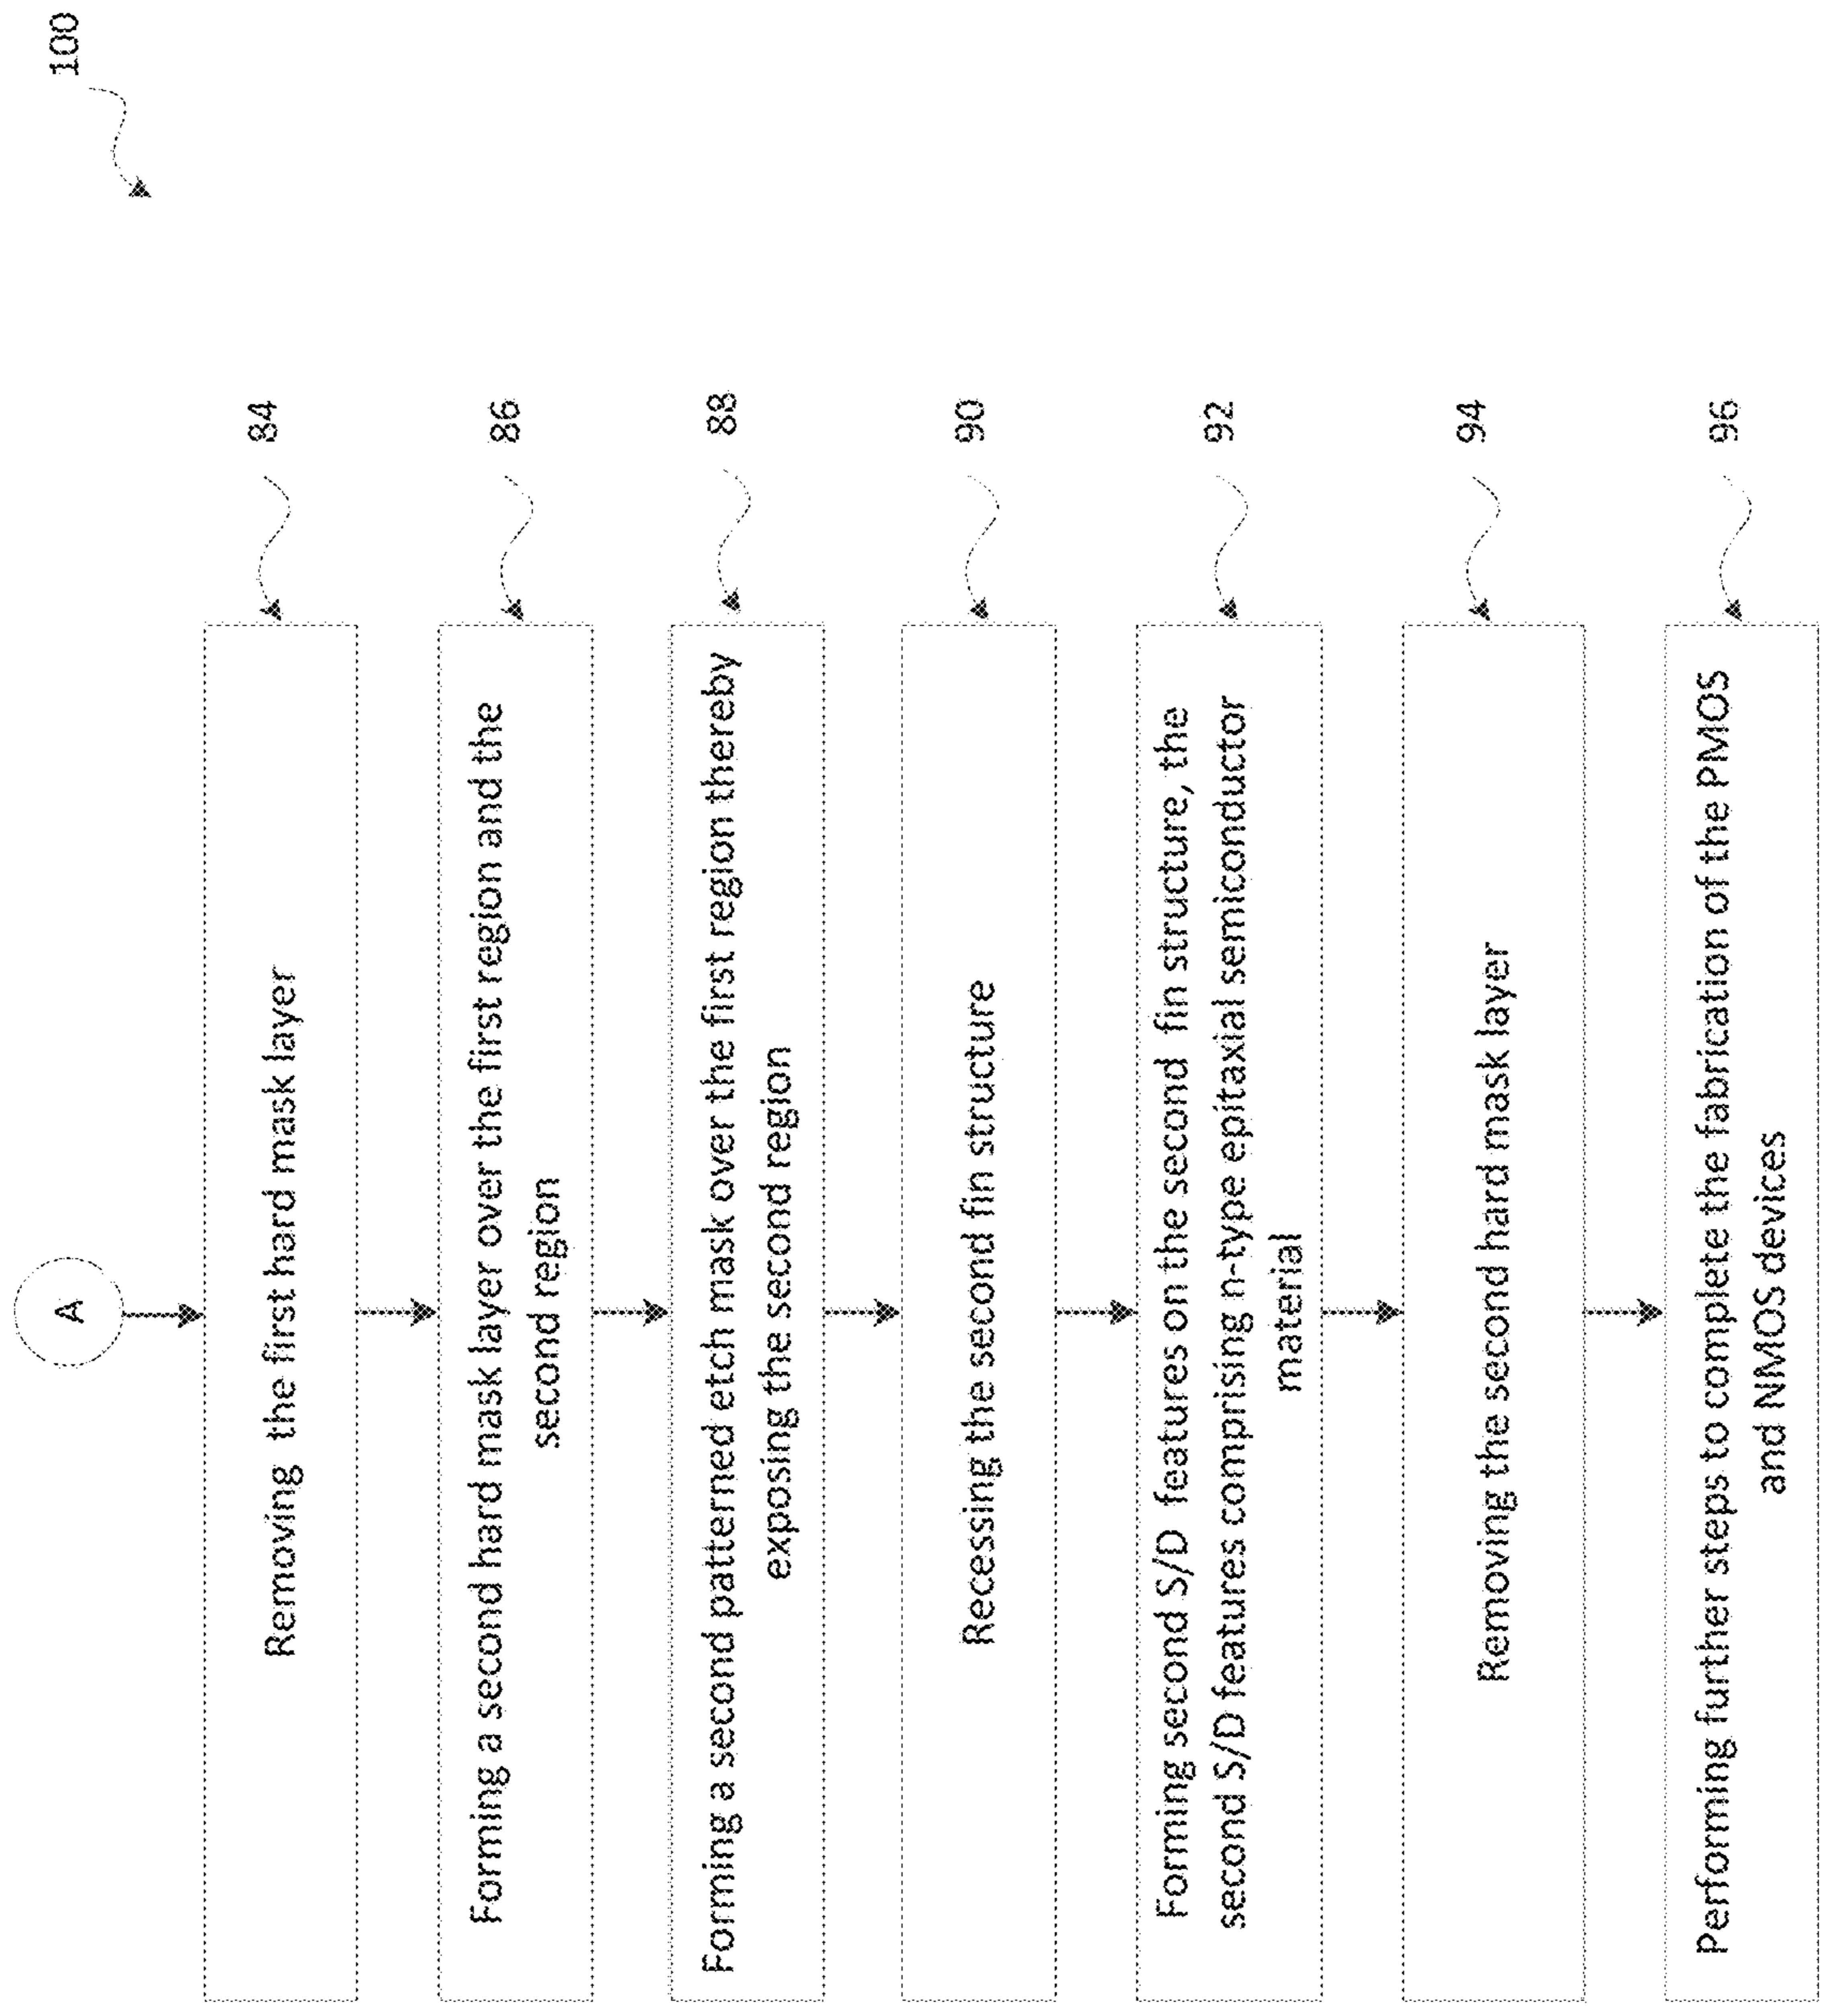 100
A
Removing the first hard mask layer
84
Forming a second hard mask layer over the first region and the
second region
86
Forming a second patterned etch mask over the first region thereby
exposing the second region
88
Recessing the second fin structure
90
Forming second S/D features on the second fin structure, the
second S/D features comprising n-type epitaxial semiconductor
material
92
Removing the second hard mask layer
94
Performing further steps to complete the fabrication of the PMOS
and NMOS devices
96